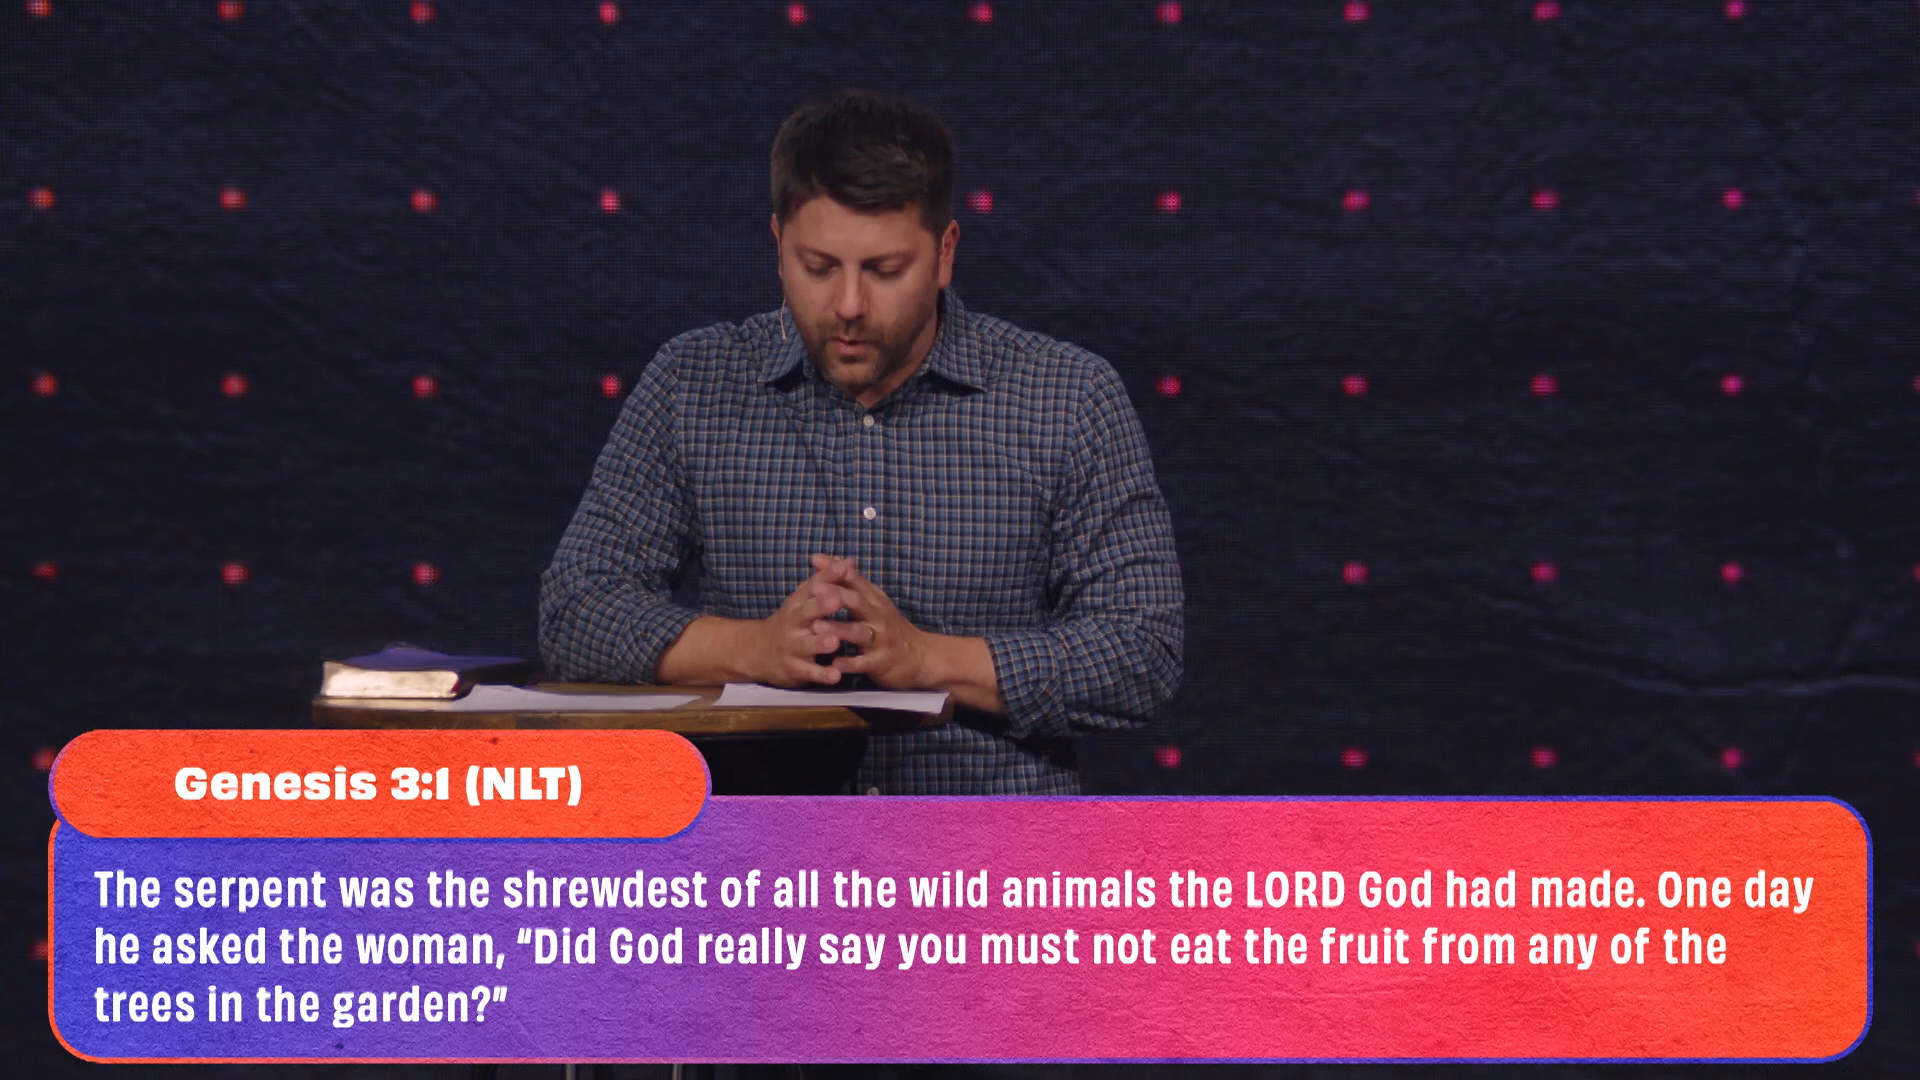 Genesis 3:1 (NLT)
The serpent was the shrewdest of all the wild animals the LORD God had made. One day
he asked the woman, “Did God really say you must not eat the fruit from any of the
trees in the garden?”